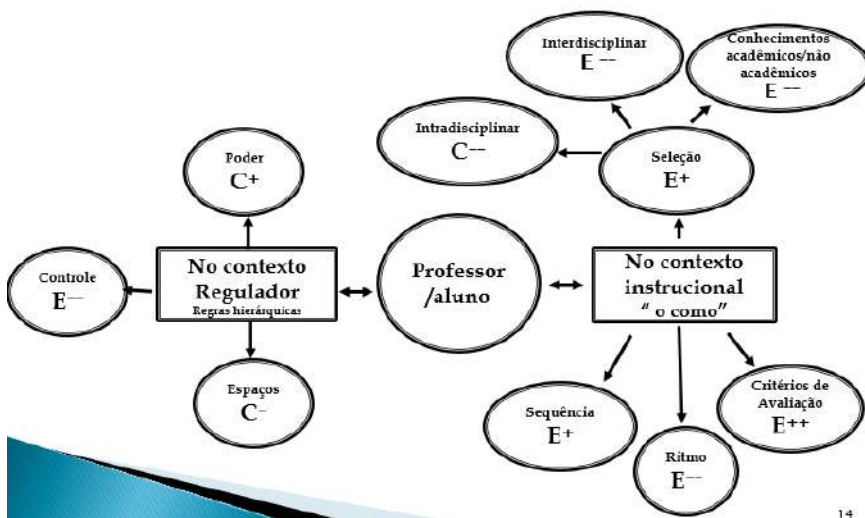 Interdisciplinar
E⁻⁻
Conhecimentos
acadêmicos/não
acadêmicos
E⁻⁻
Intradisciplinar
C⁻⁻
Seleção
E⁺
Poder
C⁺
Controle
E⁻⁻
No contexto
Regulador
Regras hierárquicas
Professor
/aluno
No contexto
instrucional
“ o como”
Espaços
C⁻
Sequência
E⁺
Ritmo
E⁻⁻
Critérios de
Avaliação
E⁺⁺
14